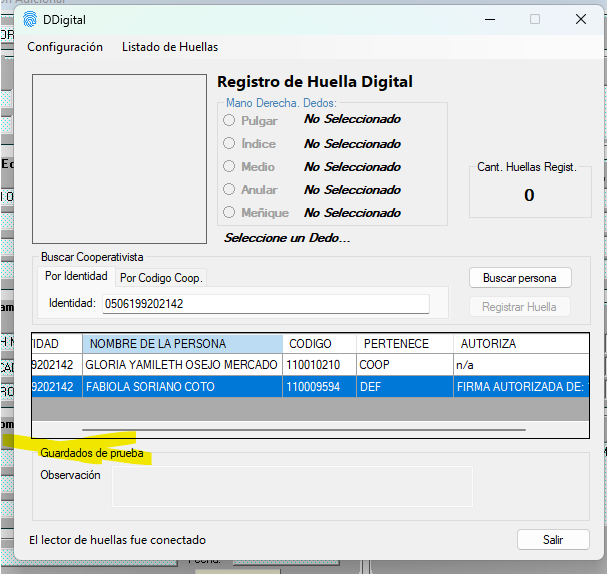 DDigital
Configuración Listado de Huellas
Registro de Huella Digital
Mano Derecha. Dedos:
Pulgar No Seleccionado
Índice No Seleccionado
Medio No Seleccionado
Anular No Seleccionado
Meñique No Seleccionado
Cant. Huellas Regist.
0
Seleccione un Dedo...
Buscar Cooperativista
Por Identidad Por Codigo Coop.
Identidad: 0506199202142
Buscar persona
Registrar Huella
IDAD NOMBRE DE LA PERSONA CODIGO PERTENECE AUTORIZA
9202142 GLORIA YAMILETH OSEJO MERCADO 110010210 COOP n/a
9202142 FABIOLA SORIANO COTO 110009594 DEF FIRMA AUTORIZADA DE:
Guardados de prueba
Observación
El lector de huellas fue conectado
Salir